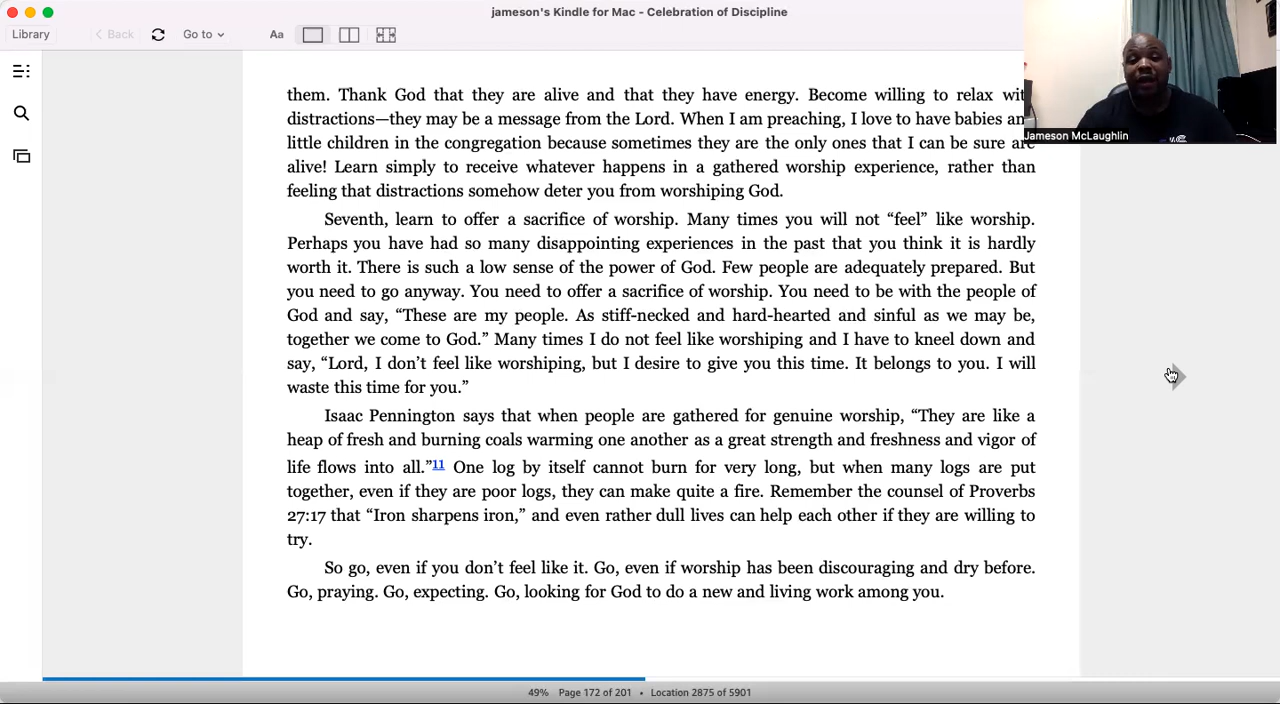 jameson's Kindle for Mac - Celebration of Discipline
Library
Back
Go to
Aa
them. Thank God that they are alive and that they have energy. Become willing to relax
distractions—they may be a message from the Lord. When I am preaching, I love to have babies
little children in the congregation because sometimes they are the only ones that I can be sure are
alive! Learn simply to receive whatever happens in a gathered worship experience, rather than
feeling that distractions somehow deter you from worshiping God.
Seventh, learn to offer a sacrifice of worship. Many times you will not “feel” like worship.
Perhaps you have had so many disappointing experiences in the past that you think it is hardly
worth it. There is such a low sense of the power of God. Few people are adequately prepared. But
you need to go anyway. You need to offer a sacrifice of worship. You need to be with the people of
God and say, “These are my people. As stiff-necked and hard-hearted and sinful as we may be,
together we come to God.” Many times I do not feel like worshiping and I have to kneel down and
say, “Lord, I don’t feel like worshiping, but I desire to give you this time. It belongs to you. I will
waste this time for you.”
Isaac Pennington says that when people are gathered for genuine worship, “They are like a
heap of fresh and burning coals warming one another as a great strength and freshness and vigor of
life flows into all.”11 One log by itself cannot burn for very long, but when many logs are put
together, even if they are poor logs, they can make quite a fire. Remember the counsel of Proverbs
27:17 that “Iron sharpens iron,” and even rather dull lives can help each other if they are willing to
try.
So go, even if you don’t feel like it. Go, even if worship has been discouraging and dry before.
Go, praying. Go, expecting. Go, looking for God to do a new and living work among you.
Jameson McLaughlin
49% Page 172 of 201 • Location 2875 of 5901